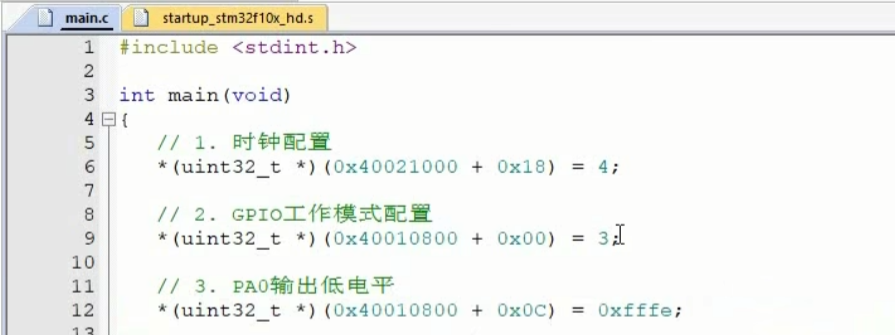 main.c startup_stm32f10x_hd.s
1 #include <stdint.h>
2
3 int main(void)
4 {
5 // 1. 时钟配置
6 *(uint32_t *)(0x40021000 + 0x18) = 4;
7
8 // 2. GPIO工作模式配置
9 *(uint32_t *)(0x40010800 + 0x00) = 3;
10
11 // 3. PA0输出低电平
12 *(uint32_t *)(0x40010800 + 0x0C) = 0xfffe;
13